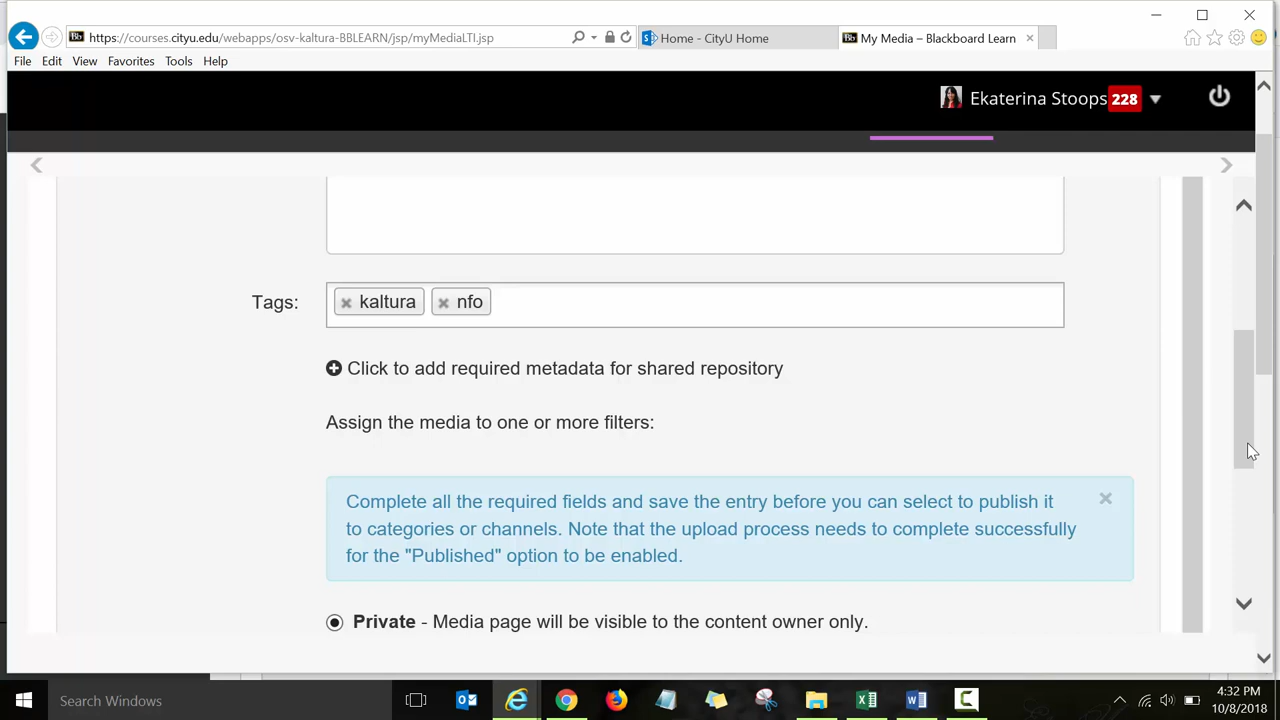 https://courses.cityu.edu/webapps/osv-kaltura-BBLEARN/jsp/myMediaLTI.jsp
Home - CityU Home
Bb My Media – Blackboard Learn
File Edit View Favorites Tools Help
Ekaterina Stoops 228
Tags: kaltura nfo
Click to add required metadata for shared repository
Assign the media to one or more filters:
Complete all the required fields and save the entry before you can select to publish it
to categories or channels. Note that the upload process needs to complete successfully
for the "Published" option to be enabled.
Private - Media page will be visible to the content owner only.
Search Windows
4:32 PM
10/8/2018